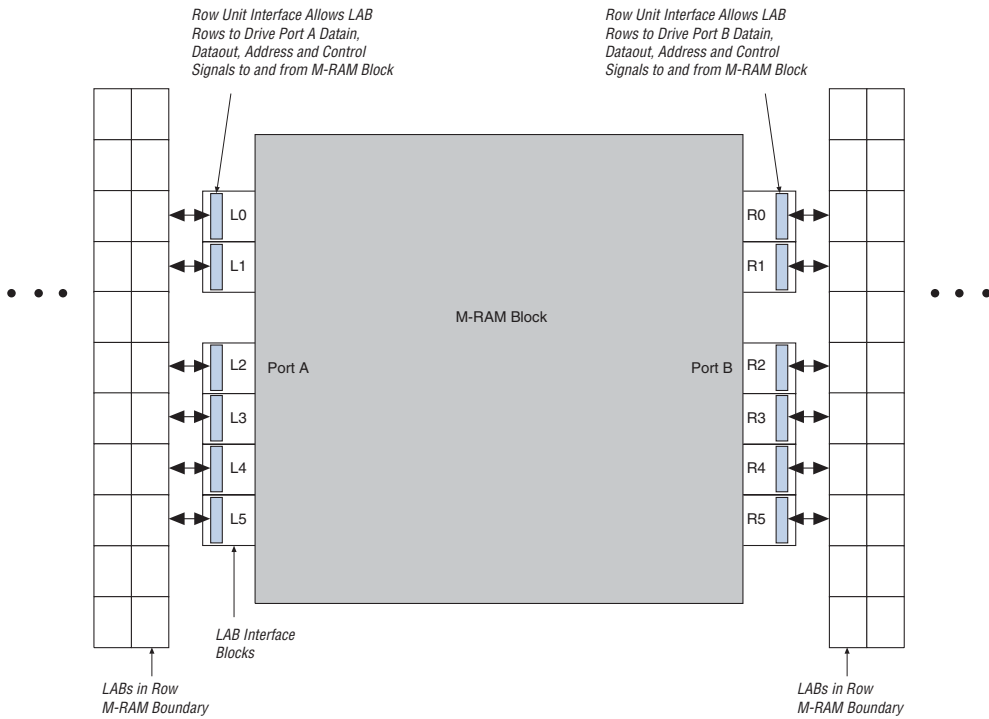 Row Unit Interface Allows LAB
Rows to Drive Port A Datain,
Dataout, Address and Control
Signals to and from M-RAM Block
Row Unit Interface Allows LAB
Rows to Drive Port B Datain,
Dataout, Address and Control
Signals to and from M-RAM Block
L0
R0
L1
R1
M-RAM Block
L2
Port A
Port B
R2
L3
R3
L4
R4
L5
R5
LAB Interface
Blocks
LABs in Row
M-RAM Boundary
LABs in Row
M-RAM Boundary